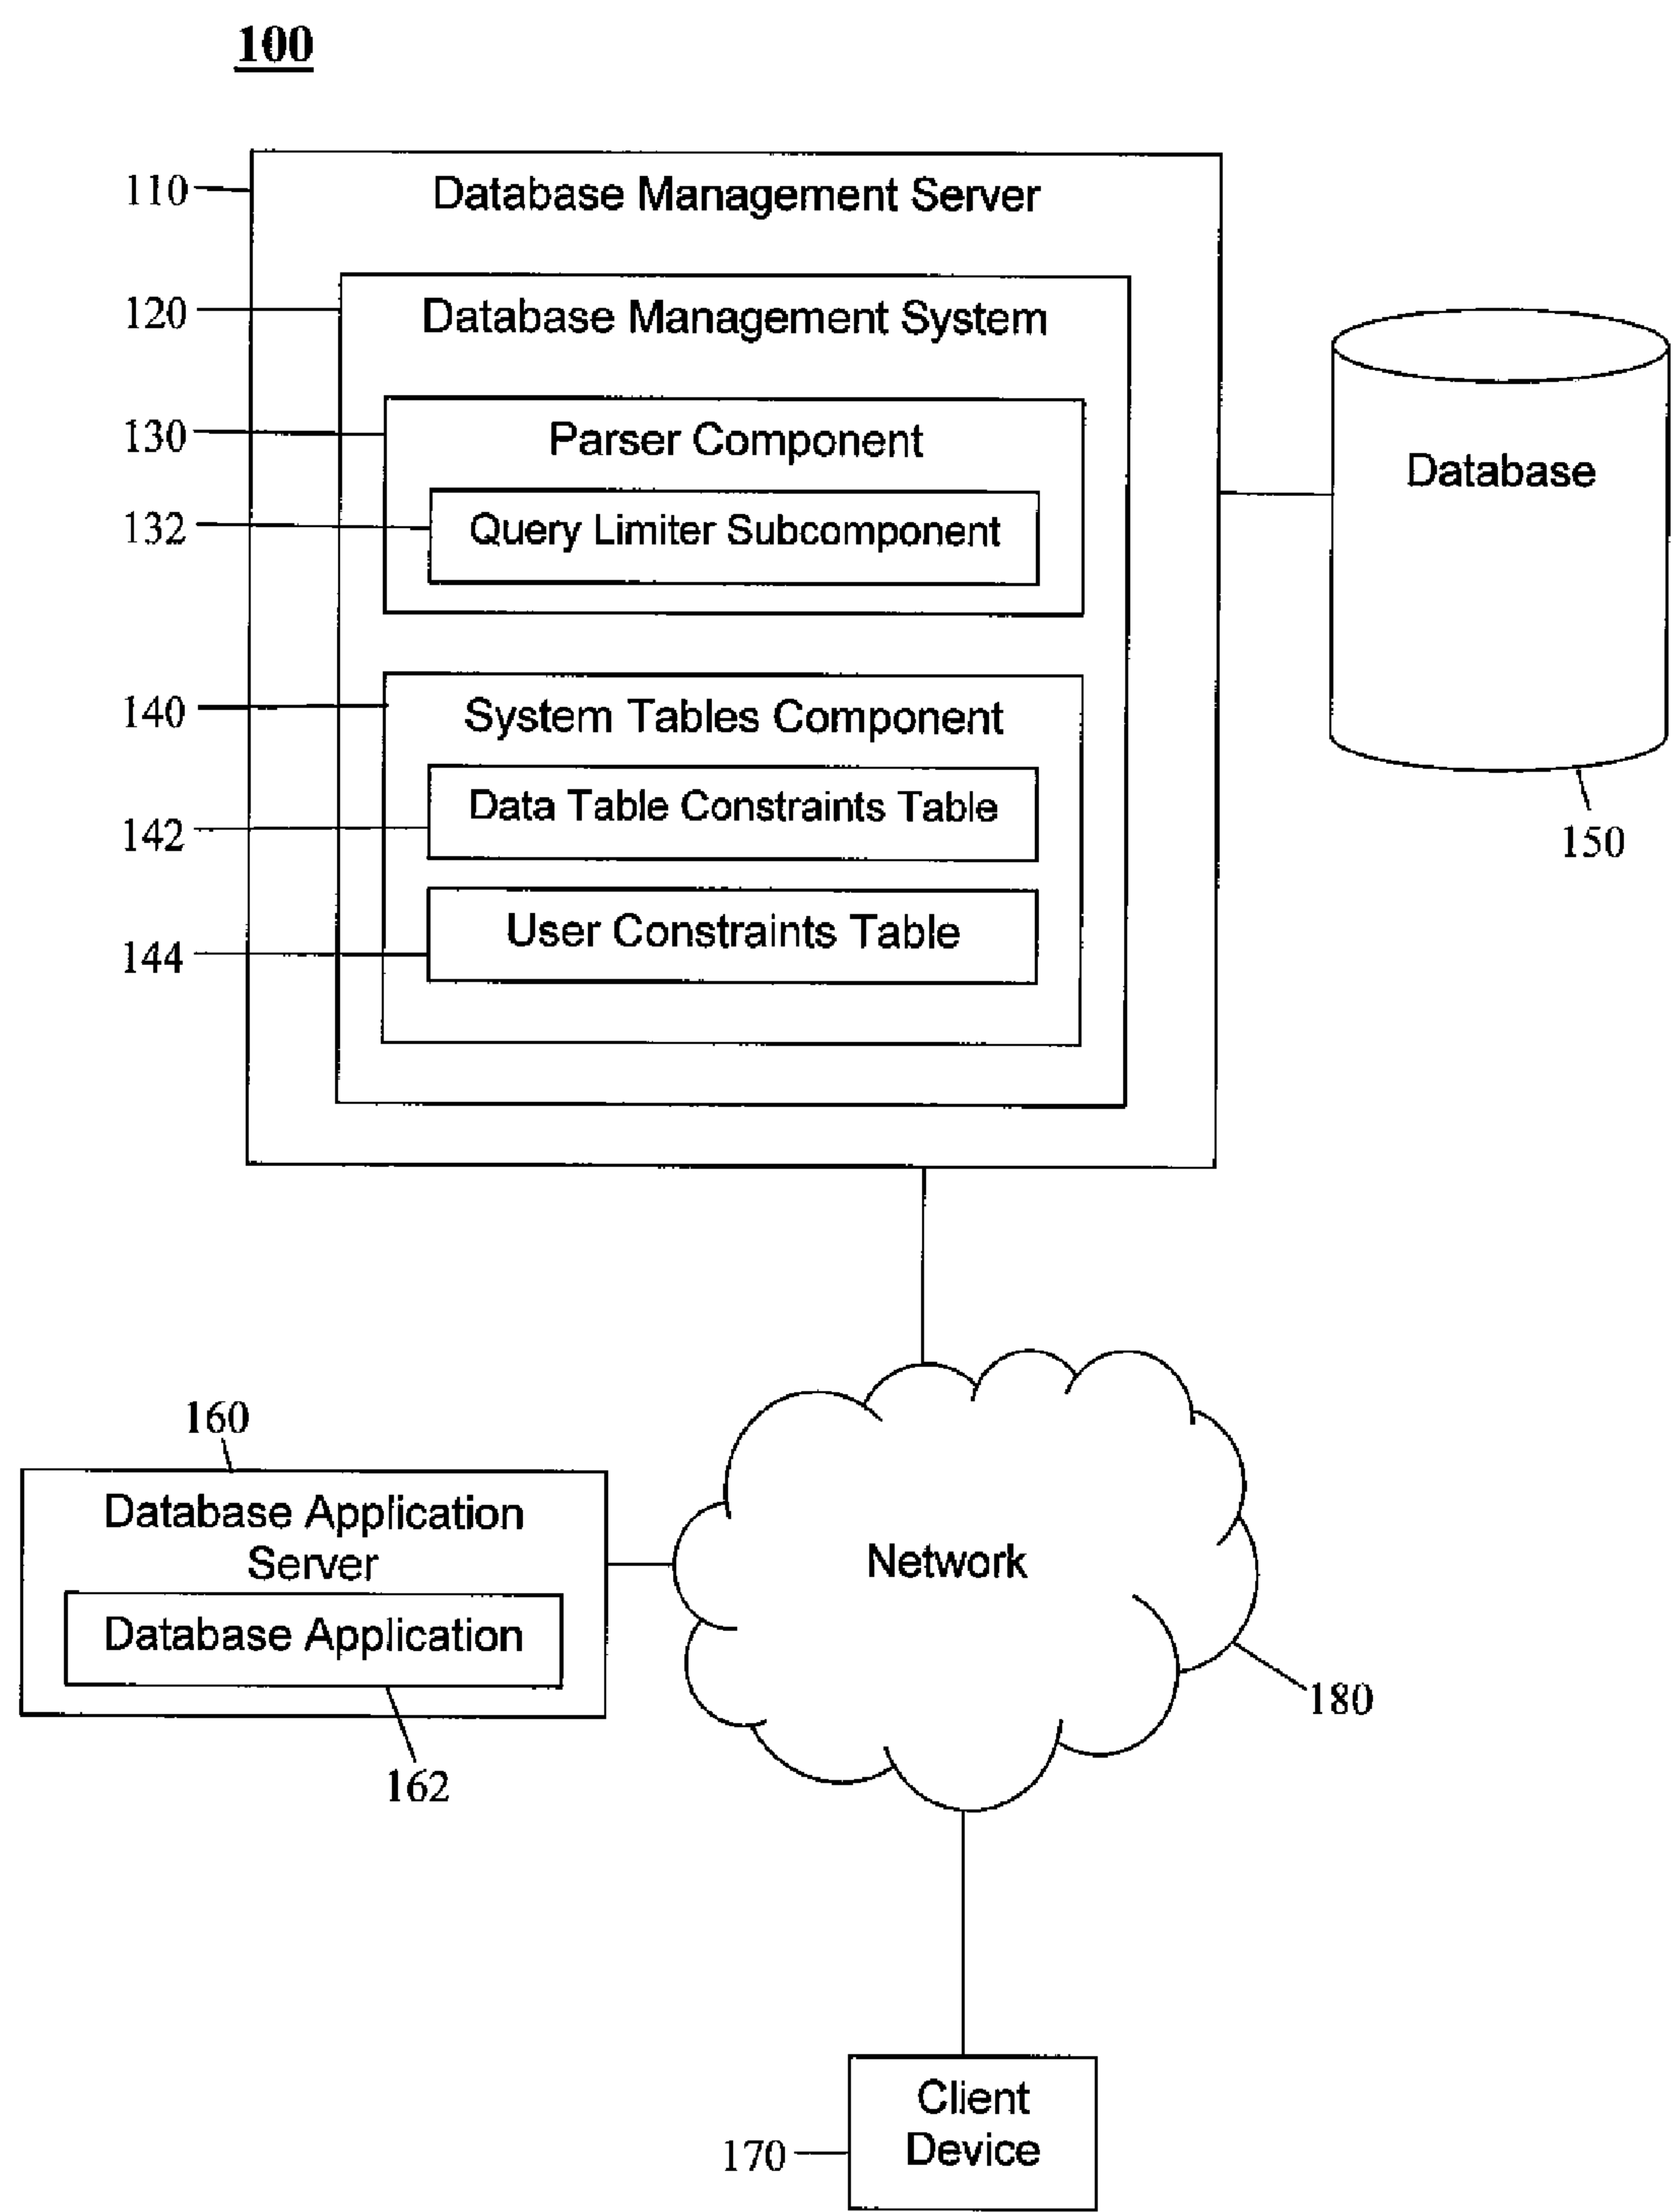 100
110
Database Management Server
120
Database Management System
130
Parser Component
132
Query Limiter Subcomponent
Database
140
System Tables Component
142
Data Table Constraints Table
150
144
User Constraints Table
160
Database Application
Server
Database Application
162
Network
180
170
Client
Device